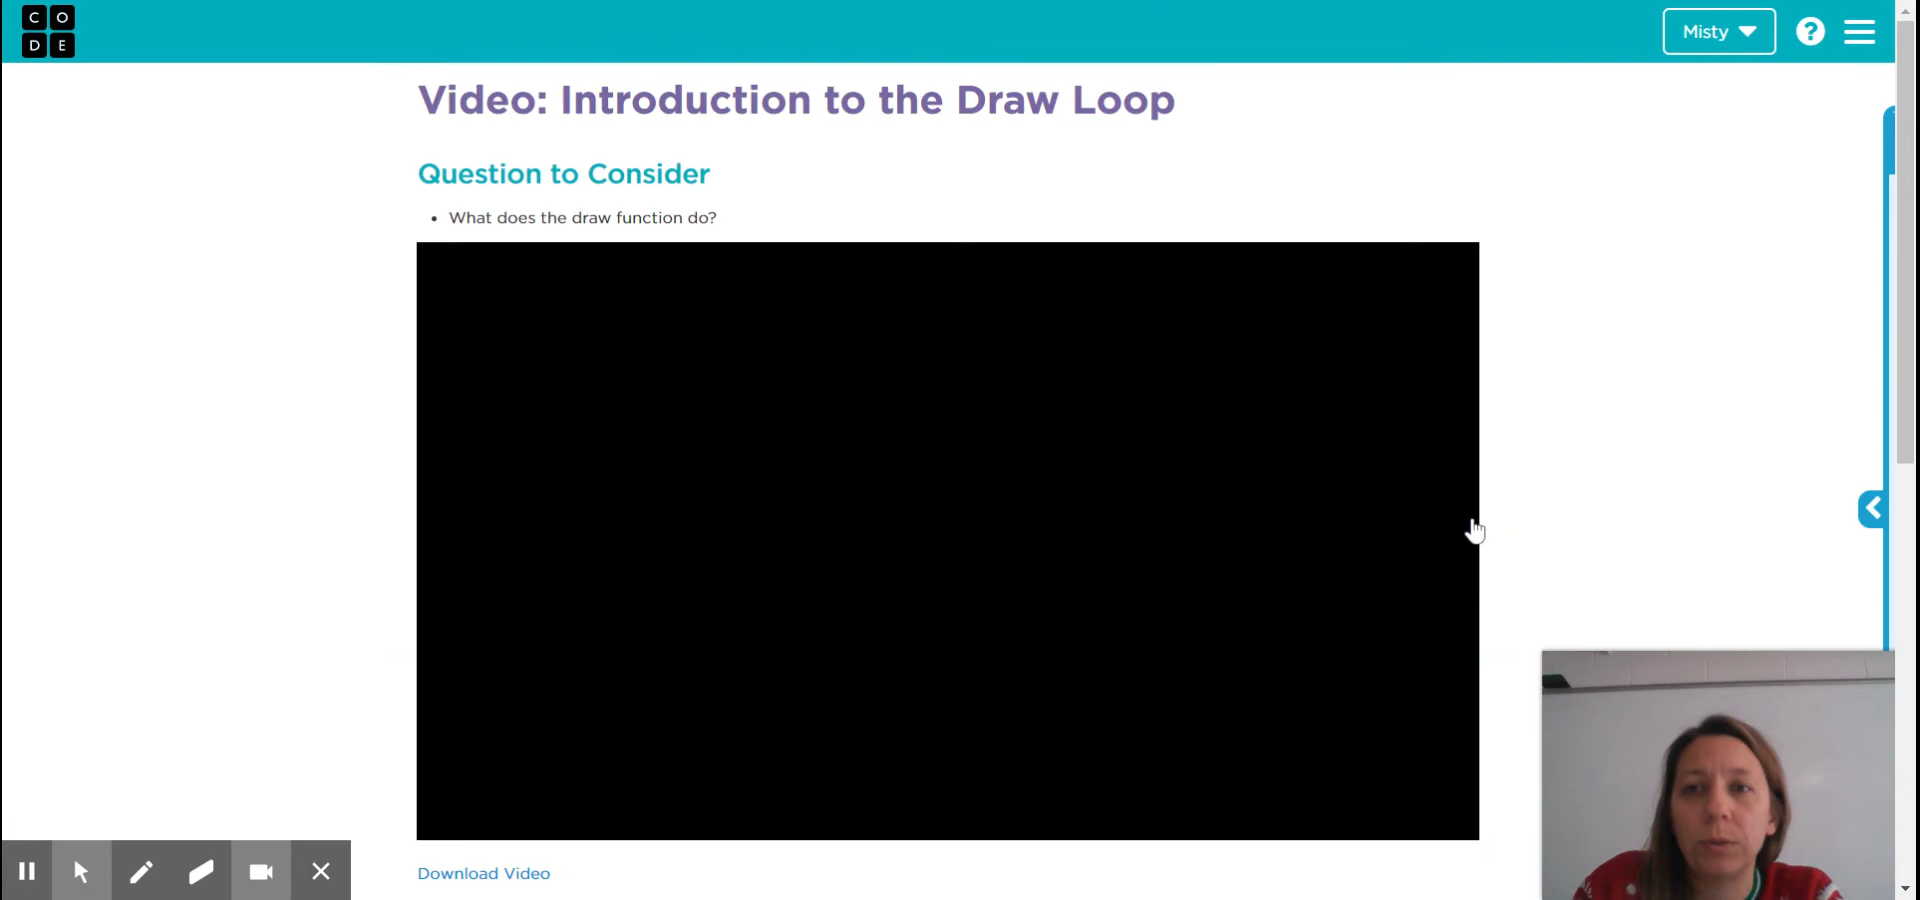 C O
D E
Misty
?
Video: Introduction to the Draw Loop
Question to Consider
• What does the draw function do?
Download Video